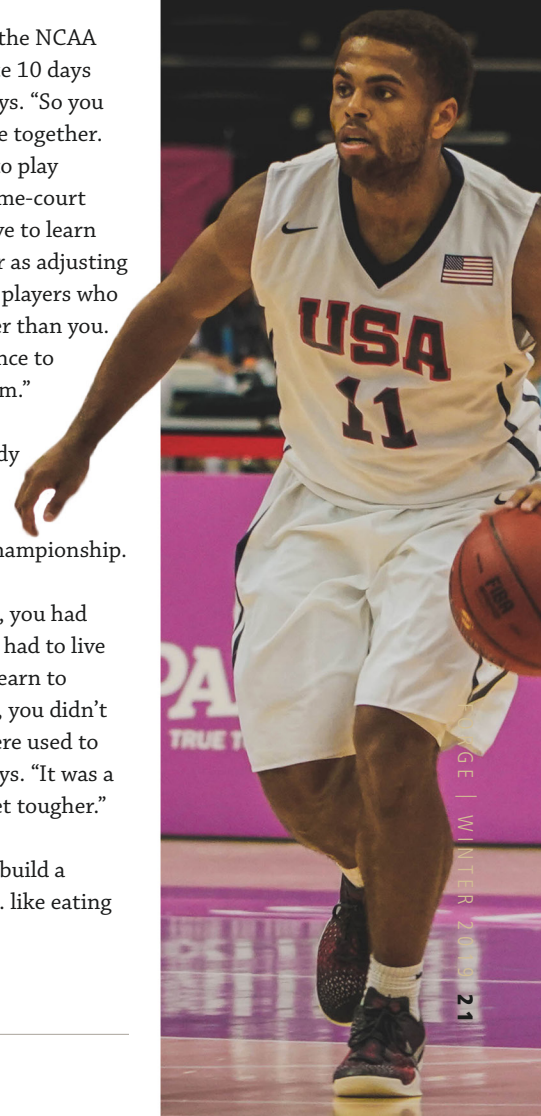 the NCAA
e 10 days
ys. “So you
e together.
to play
me-court
ve to learn
r as adjusting
players who
er than you.
nce to
m.”
dy
hampionship.
, you had
had to live
earn to
, you didn’t
ere used to
ys. “It was a
et tougher.”
build a
. like eating
USA
11
FIBA
PA
TRUE T
GE | WINTER 2019 21